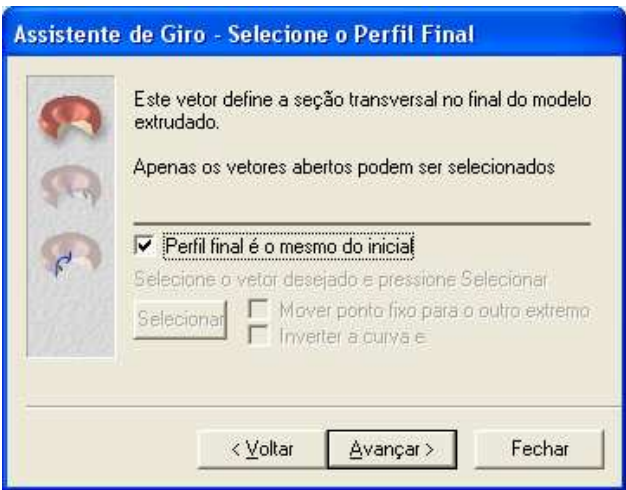 Assistente de Giro - Selecione o Perfil Final
Este vetor define a seção transversal no final do modelo
extrudado.
Apenas os vetores abertos podem ser selecionados
Perfil final é o mesmo do inicial
Selecione o vetor desejado e pressione Selecionar
Selecionar
Mover ponto fixo para o outro extremo
Inverter a curva e
< Voltar
Avançar >
Fechar